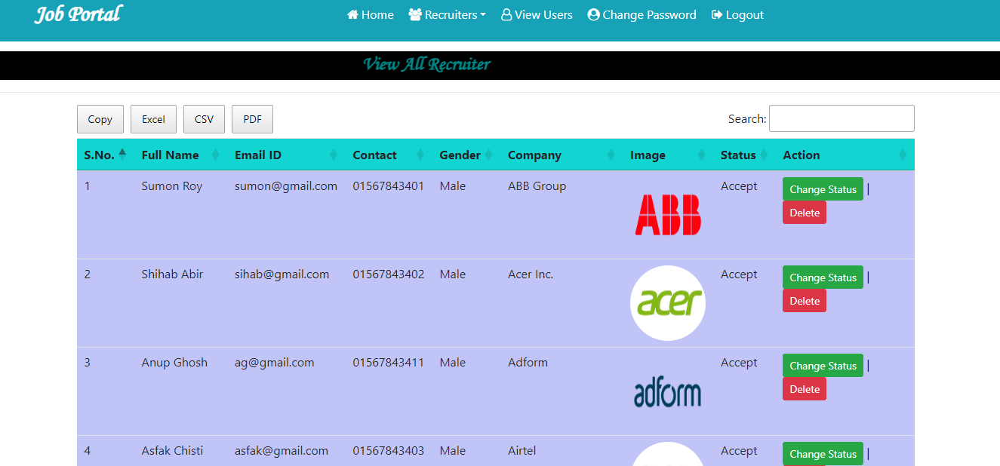 Job Portal
Home Recruiters View Users Change Password Logout
View All Recruiter
Copy Excel CSV PDF Search:
S.No. Full Name Email ID Contact Gender Company Image Status Action
1 Sumon Roy sumon@gmail.com 01567843401 Male ABB Group ABB Accept Change Status |
Delete
2 Shihab Abir sihab@gmail.com 01567843402 Male Acer Inc. acer Accept Change Status |
Delete
3 Anup Ghosh ag@gmail.com 01567843411 Male Adform adform Accept Change Status |
Delete
4 Asfak Chisti asfak@gmail.com 01567843403 Male Airtel Accept Change Status |